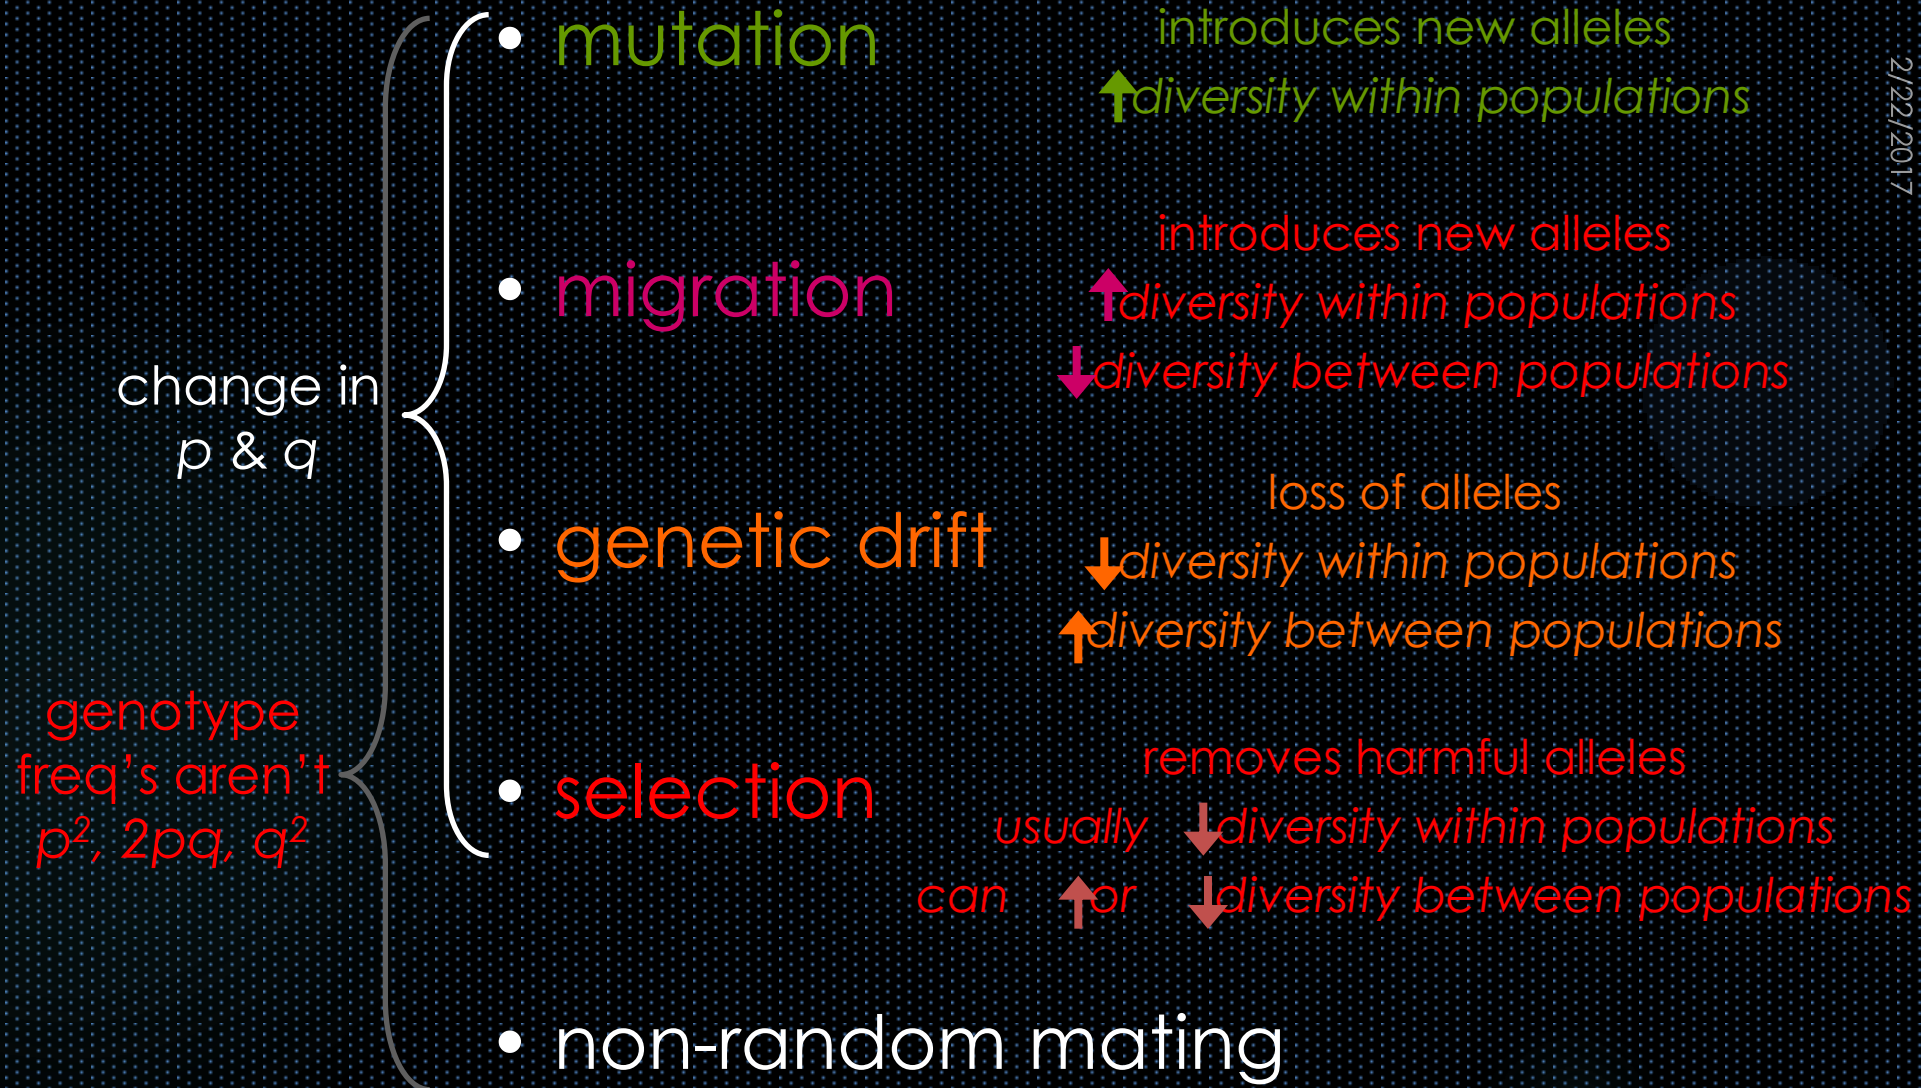 • mutation
introduces new alleles
↑diversity within populations
2/22/2017
• migration
introduces new alleles
↑diversity within populations
↓diversity between populations
change in
p & q
• genetic drift
loss of alleles
↓diversity within populations
↑diversity between populations
genotype
freq's aren't
p², 2pq, q²
• selection
removes harmful alleles
usually ↓diversity within populations
can ↑or ↓diversity between populations
• non-random mating